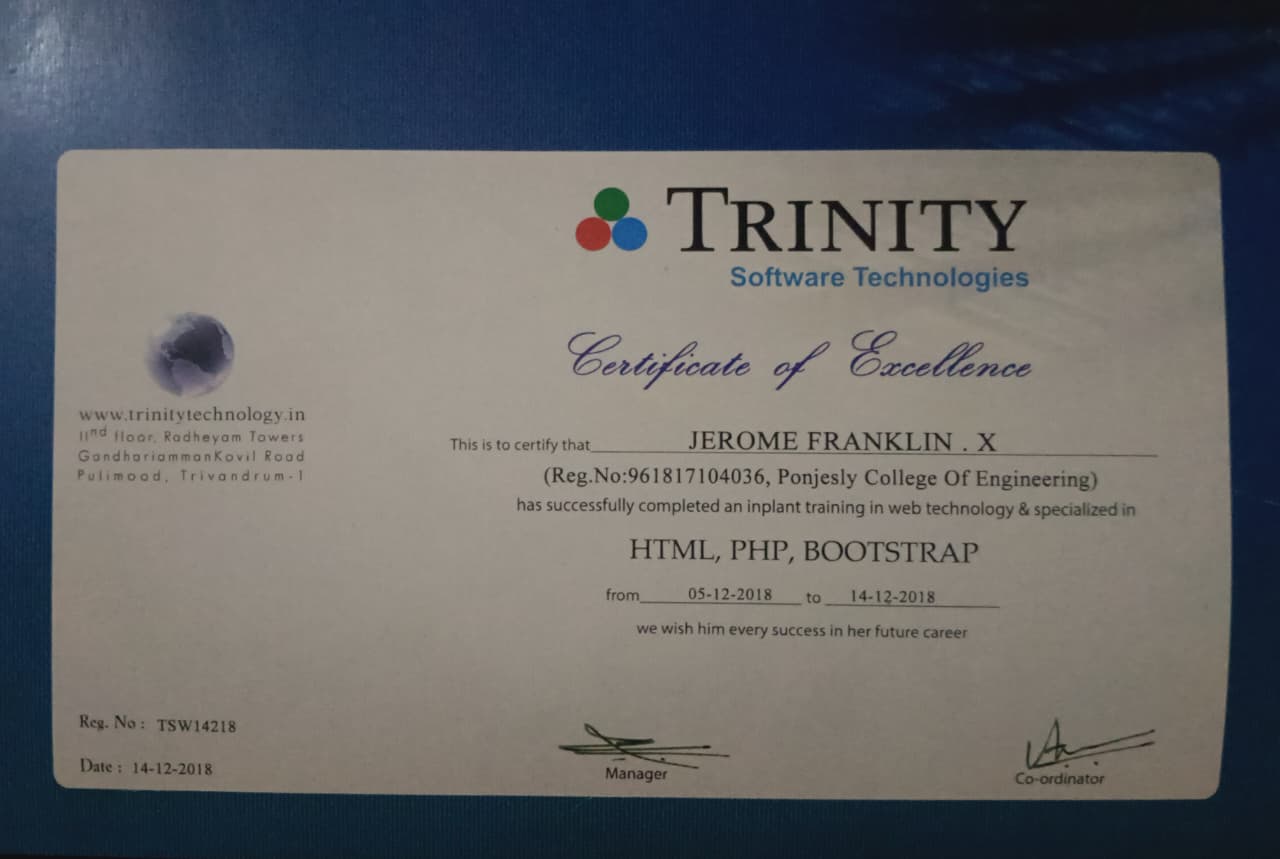 TRINITY
Software Technologies
Certificate of Excellence
www.trinitytechnology.in
IInd floor, Radheyam Towers
GandhariammanKovil Road
Pulimood, Trivandrum-1
This is to certify that JEROME FRANKLIN . X
(Reg.No:961817104036, Ponjesly College Of Engineering)
has successfully completed an inplant training in web technology & specialized in
HTML, PHP, BOOTSTRAP
from 05-12-2018 to 14-12-2018
we wish him every success in her future career
Reg. No : TSW14218
Date : 14-12-2018
Manager
Co-ordinator